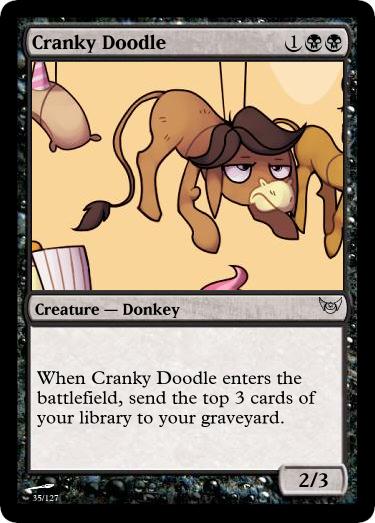 Cranky Doodle 1
Creature — Donkey
When Cranky Doodle enters the
battlefield, send the top 3 cards of
your library to your graveyard.
2/3
35/127